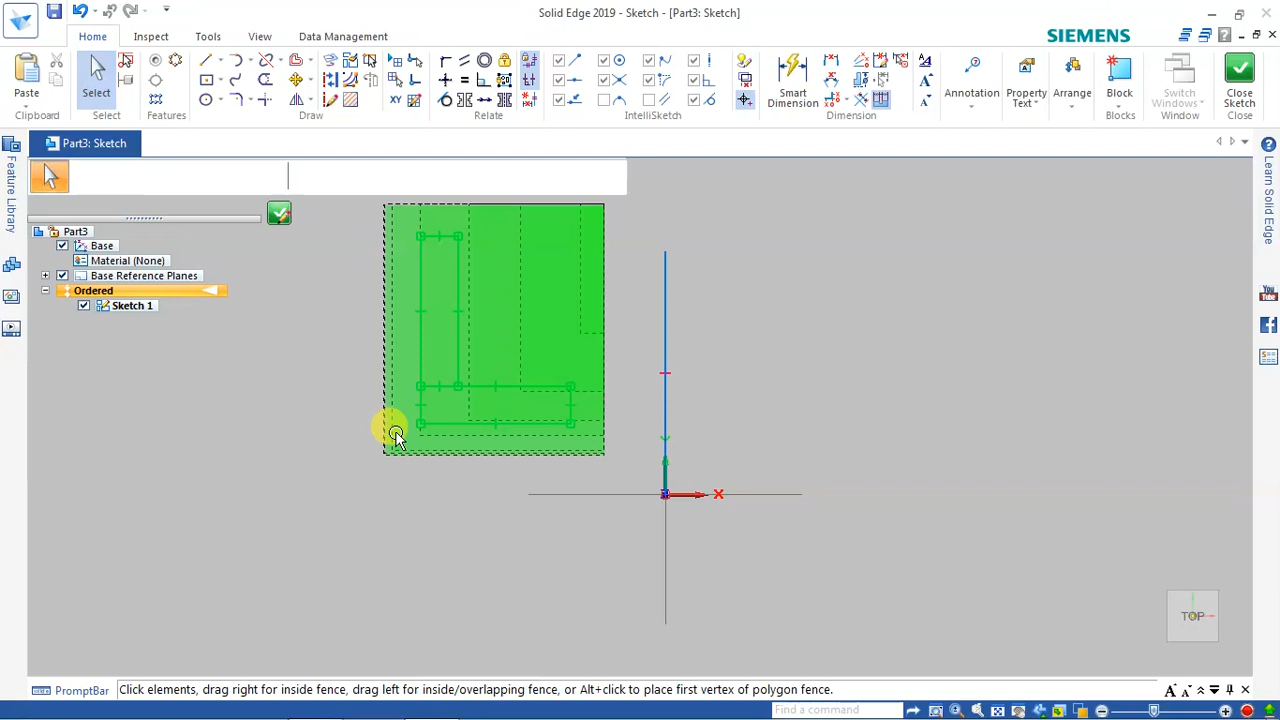 Solid Edge 2019 - Sketch - [Part3: Sketch]
Home Inspect Tools View Data Management
SIEMENS
Paste
Select
Smart Dimension
Annotation
Property Text
Arrange
Block
Switch Windows
Close Sketch
Clipboard Select Features Draw Relate IntelliSketch Dimension Blocks Window Close
Part3: Sketch
Feature Library
Learn Solid Edge
You Tube
Part3
Base
Material (None)
Base Reference Planes
Ordered
Sketch 1
X
TOP
PromptBar Click elements, drag right for inside fence, drag left for inside/overlapping fence, or Alt+click to place first vertex of polygon fence.
Find a command